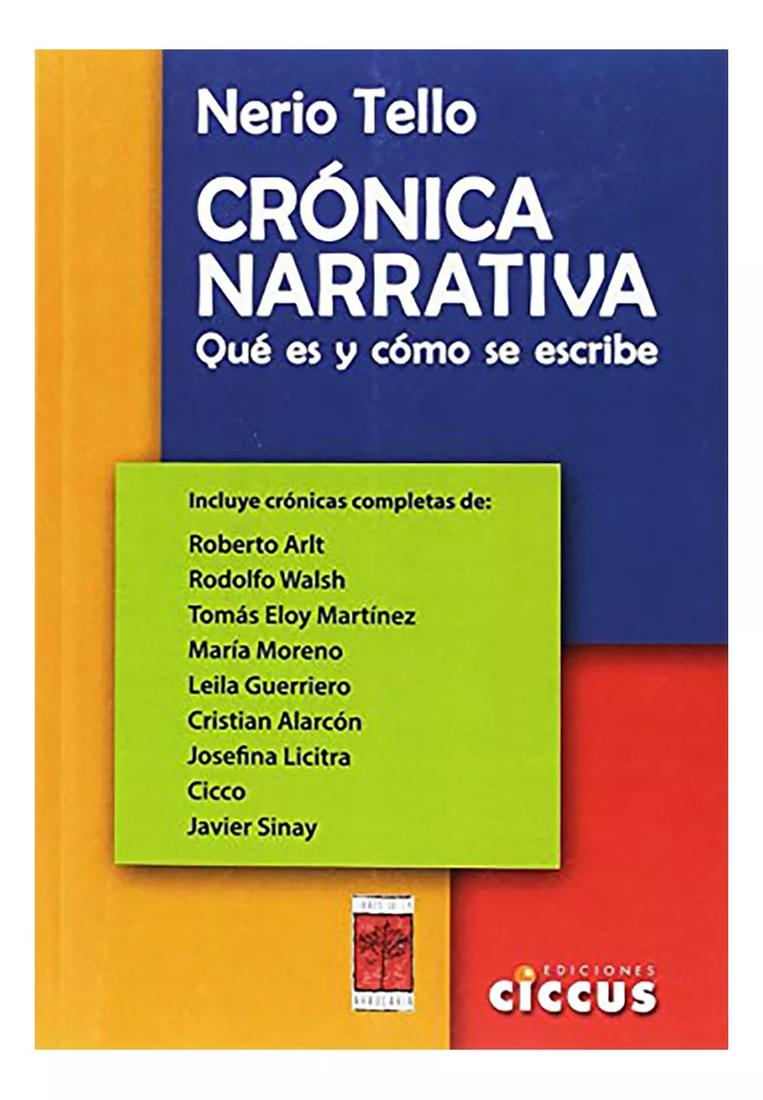 Nerio Tello
CRÓNICA
NARRATIVA
Qué es y cómo se escribe
Incluye crónicas completas de:
Roberto Arlt
Rodolfo Walsh
Tomás Eloy Martínez
María Moreno
Leila Guerriero
Cristian Alarcón
Josefina Licitra
Cicco
Javier Sinay
ARAUCARIA
EDICIONES
CICCUS